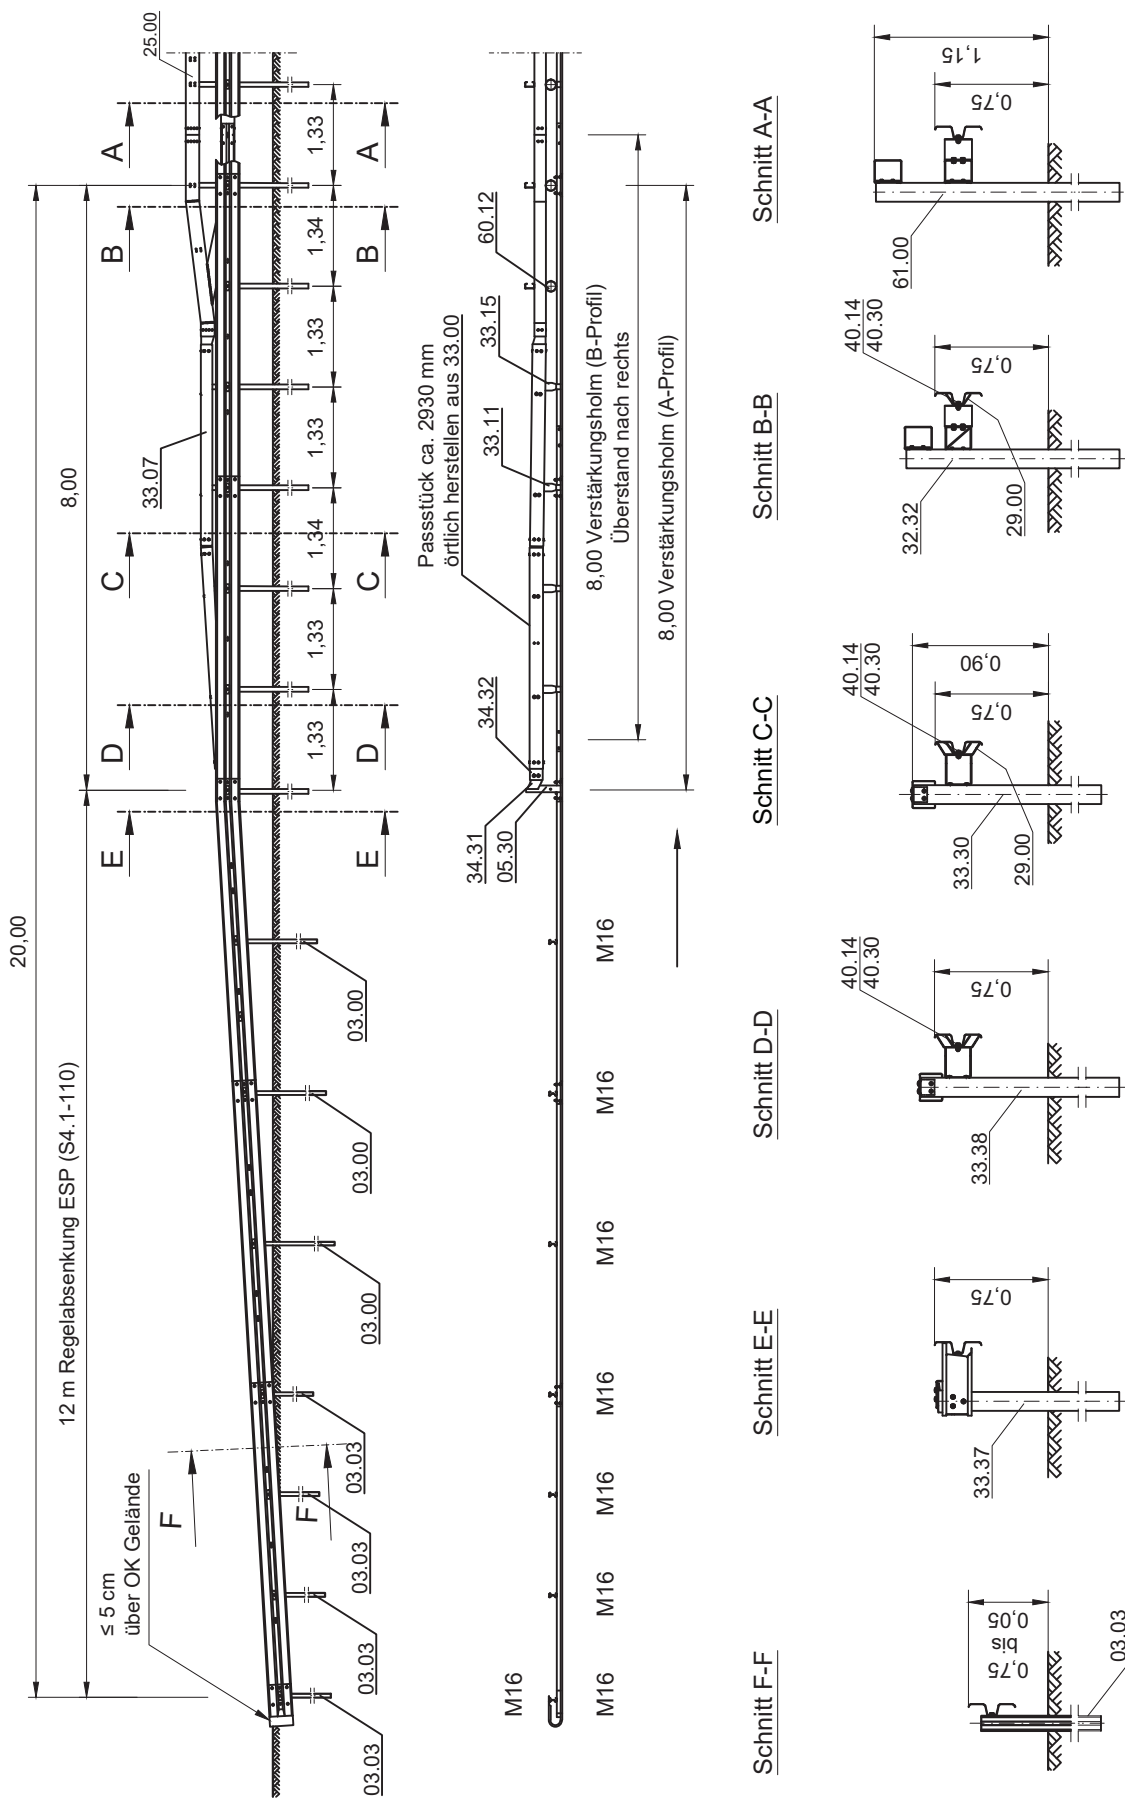 20,00
12 m Regelabsenkung ESP (S4.1-110)
8,00
≤ 5 cm
über OK Gelände
33.07
25.00
F
F
E
E
D
D
C
C
B
B
A
A
1,33
1,33
1,34
1,33
1,33
1,34
1,33
03.03
03.03
03.03
03.03
03.00
03.00
03.00
M16
M16
M16
M16
M16
M16
M16
M16
34.31
05.30
34.32
Passstück ca. 2930 mm
örtlich herstellen aus 33.00
33.11
33.15
60.12
8,00 Verstärkungsholm (B-Profil)
Überstand nach rechts
8,00 Verstärkungsholm (A-Profil)
Schnitt F-F
0,75
bis
0,05
03.03
Schnitt E-E
0,75
33.37
Schnitt D-D
40.14
40.30
0,75
33.38
Schnitt C-C
40.14
40.30
0,90
0,75
33.30
29.00
Schnitt B-B
40.14
40.30
0,75
32.32
29.00
Schnitt A-A
1,15
0,75
61.00